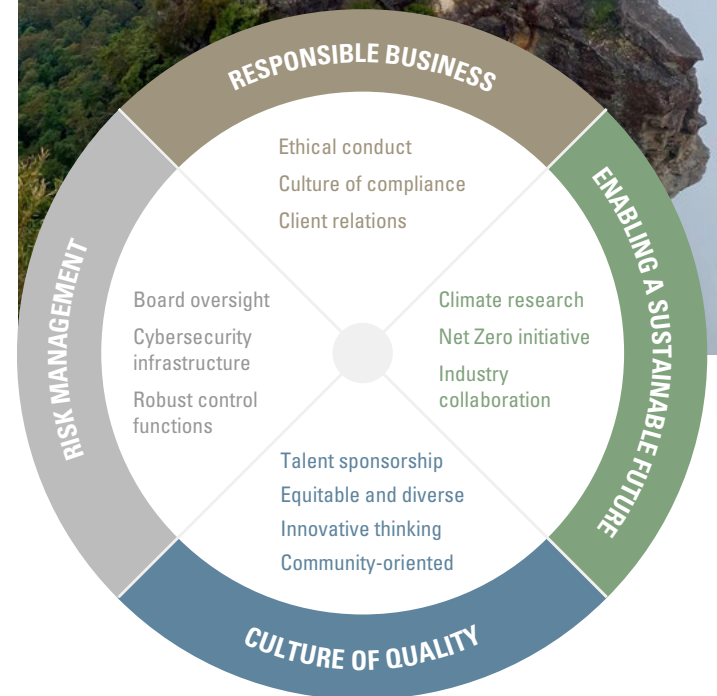 RESPONSIBLE BUSINESS
Ethical conduct
Culture of compliance
Client relations
ENABLING A SUSTAINABLE FUTURE
Climate research
Net Zero initiative
Industry
collaboration
RISK MANAGEMENT
Board oversight
Cybersecurity
infrastructure
Robust control
functions
Talent sponsorship
Equitable and diverse
Innovative thinking
Community-oriented
CULTURE OF QUALITY